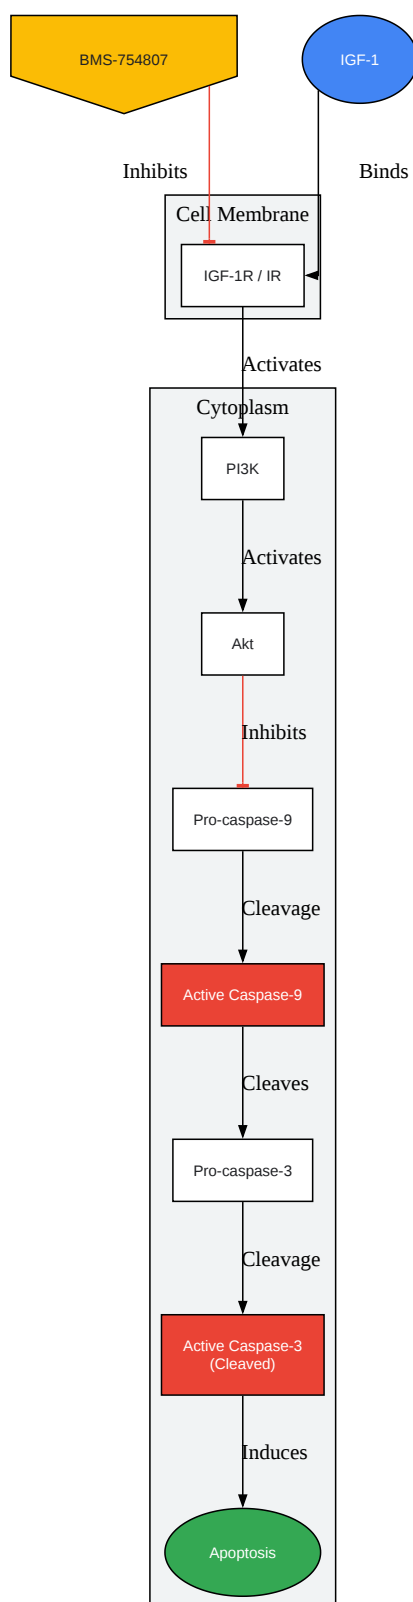 BMS-754807
IGF-1
Inhibits
Binds
Cell Membrane
IGF-1R / IR
Activates
Cytoplasm
PI3K
Activates
Akt
Inhibits
Pro-caspase-9
Cleavage
Active Caspase-9
Cleaves
Pro-caspase-3
Cleavage
Active Caspase-3
(Cleaved)
Induces
Apoptosis